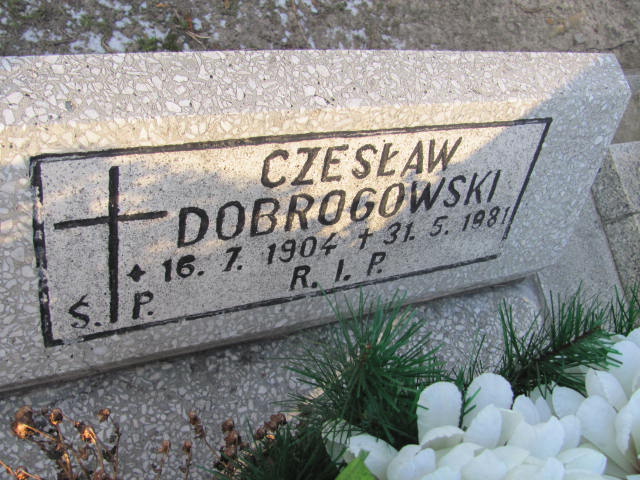 CZESŁAW
DOBROGOWSKI
* 16. 7. 1904 + 31. 5. 1981
Ś. P. R. I. P.